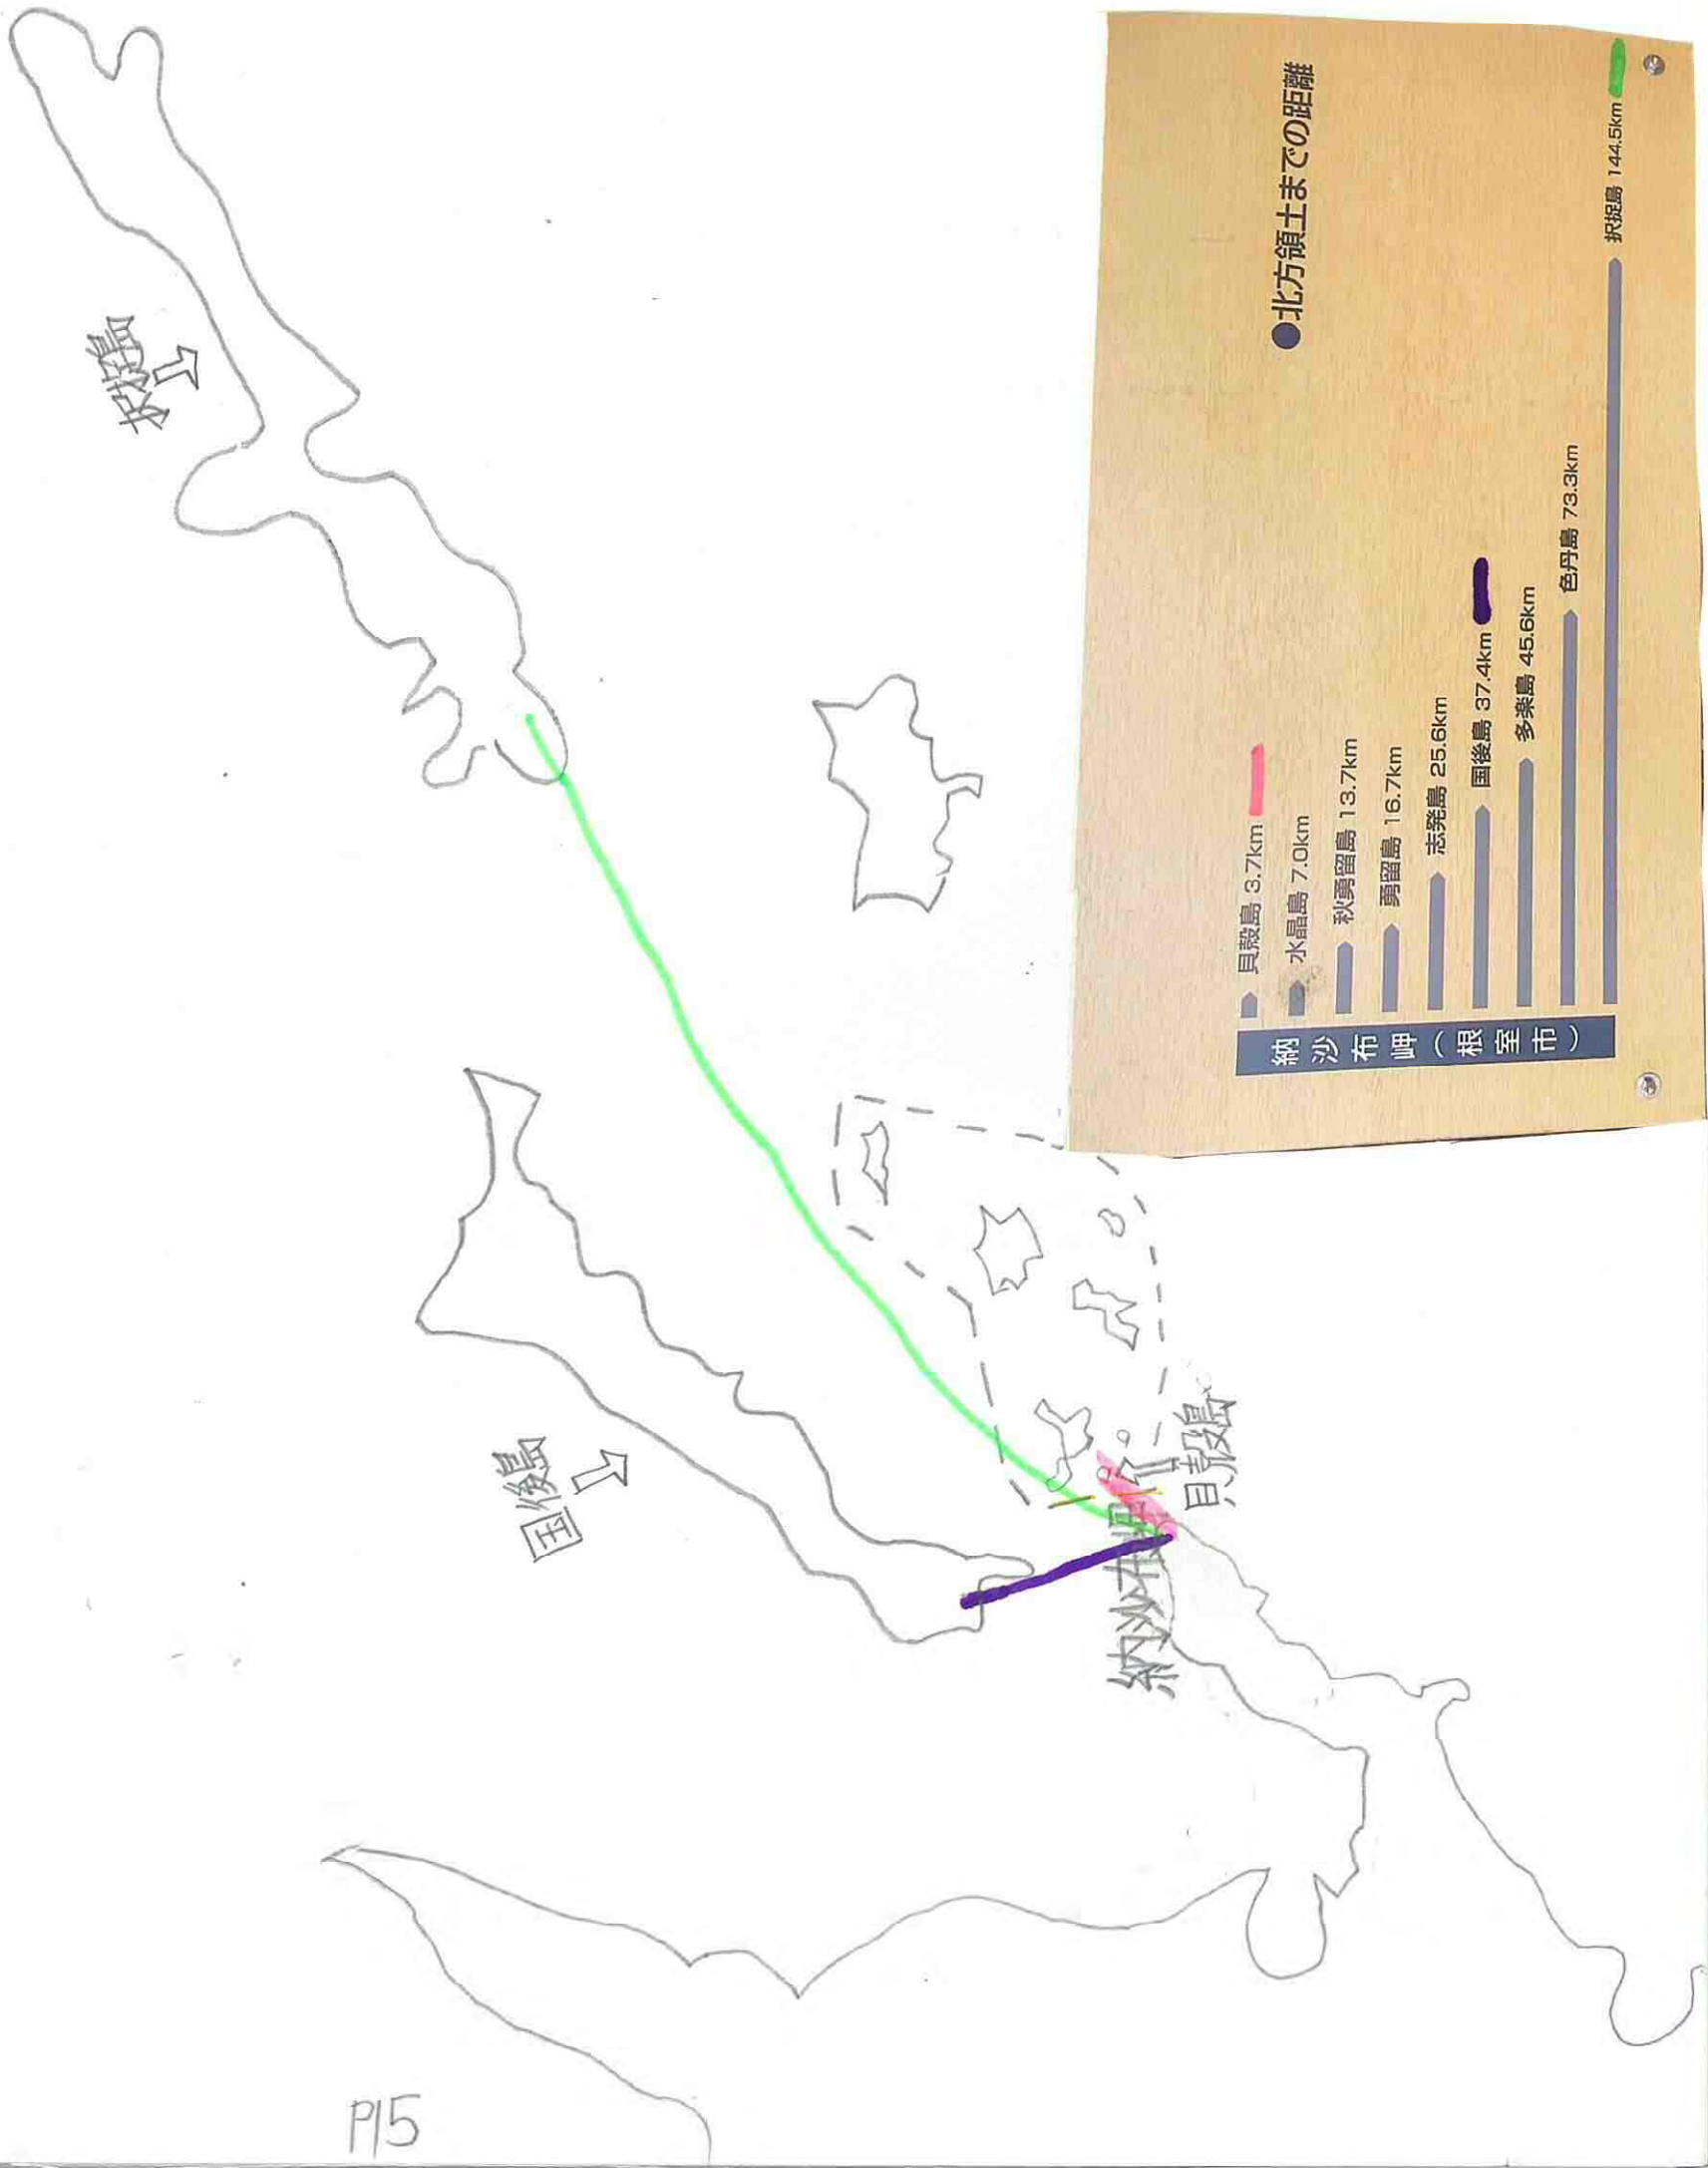 ●北方領土までの距離
納沙布岬(根室市)
貝殻島 3.7km
水晶島 7.0km
秋勇留島 13.7km
勇留島 16.7km
志発島 25.6km
国後島 37.4km
多楽島 45.6km
色丹島 73.3km
択捉島 144.5km
択捉島
国後島
納沙布岬
貝殻島
P15